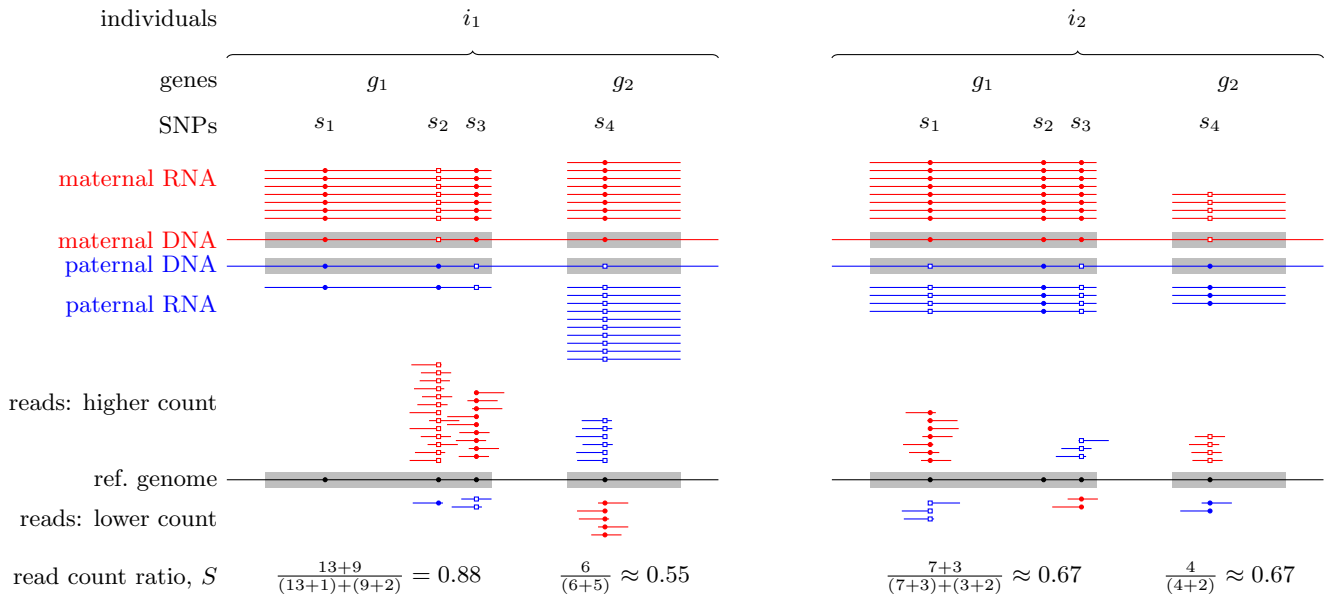 individuals i₁ i₂
genes g₁ g₂ g₁ g₂
SNPs s₁ s₂ s₃ s₄ s₁ s₂ s₃ s₄
maternal RNA
maternal DNA
paternal DNA
paternal RNA
reads: higher count
ref. genome
reads: lower count
read count ratio, S 13+9/(13+1)+(9+2) = 0.88 6/(6+5) ≈ 0.55 7+3/(7+3)+(3+2) ≈ 0.67 4/(4+2) ≈ 0.67